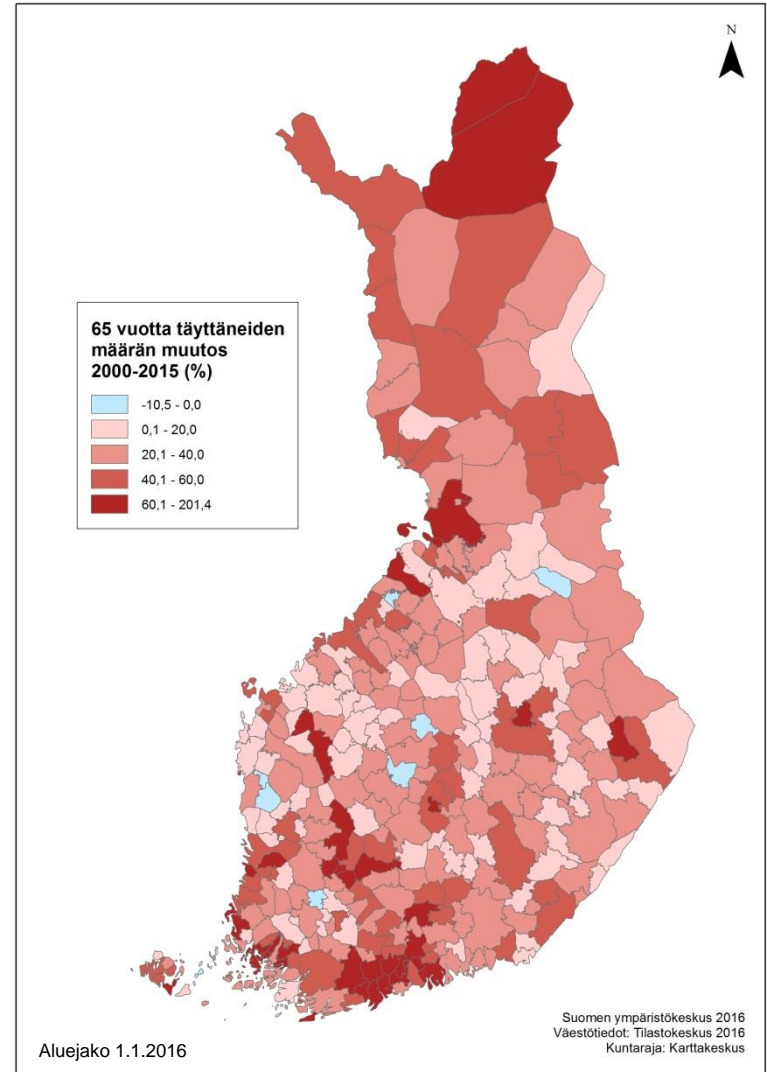 N
65 vuotta täyttäneiden
määrän muutos
2000-2015 (%)
-10,5 - 0,0
0,1 - 20,0
20,1 - 40,0
40,1 - 60,0
60,1 - 201,4
Suomen ympäristökeskus 2016
Väestötiedot: Tilastokeskus 2016
Kuntaraja: Karttakeskus
Aluejako 1.1.2016